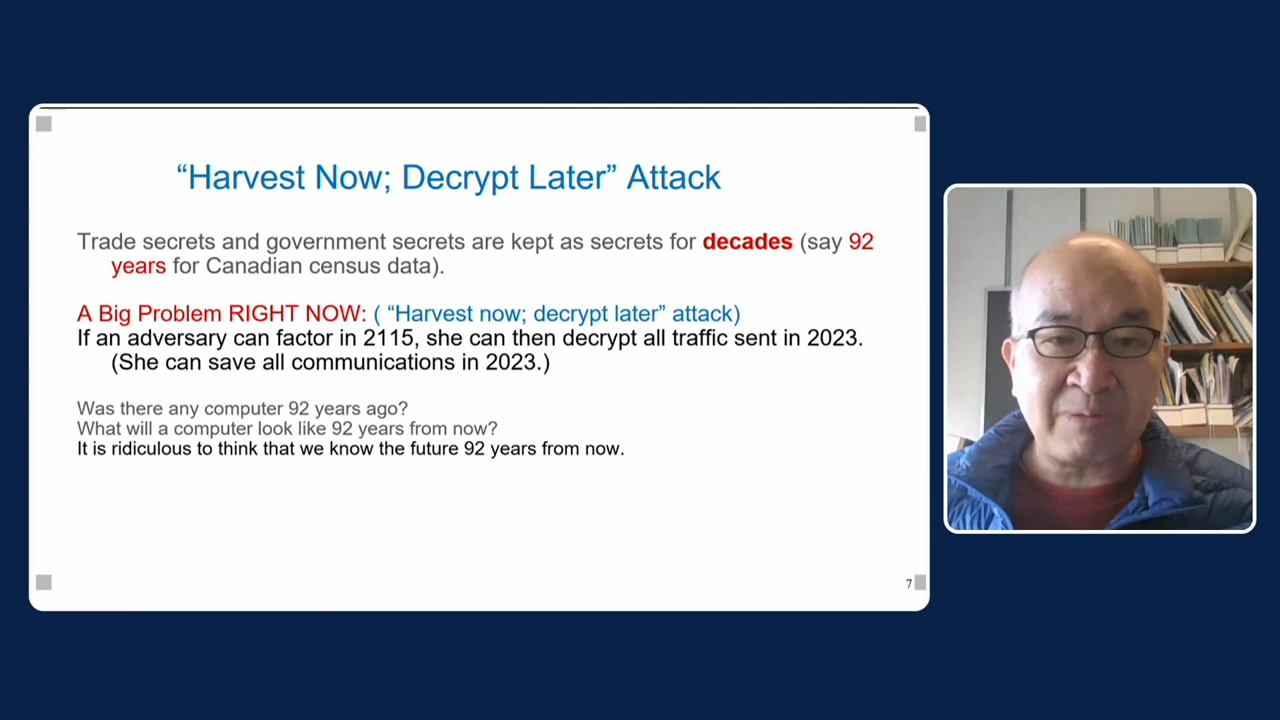 “Harvest Now; Decrypt Later” Attack
Trade secrets and government secrets are kept as secrets for decades (say 92
years for Canadian census data).
A Big Problem RIGHT NOW: ( “Harvest now; decrypt later” attack)
If an adversary can factor in 2115, she can then decrypt all traffic sent in 2023.
(She can save all communications in 2023.)
Was there any computer 92 years ago?
What will a computer look like 92 years from now?
It is ridiculous to think that we know the future 92 years from now.
7